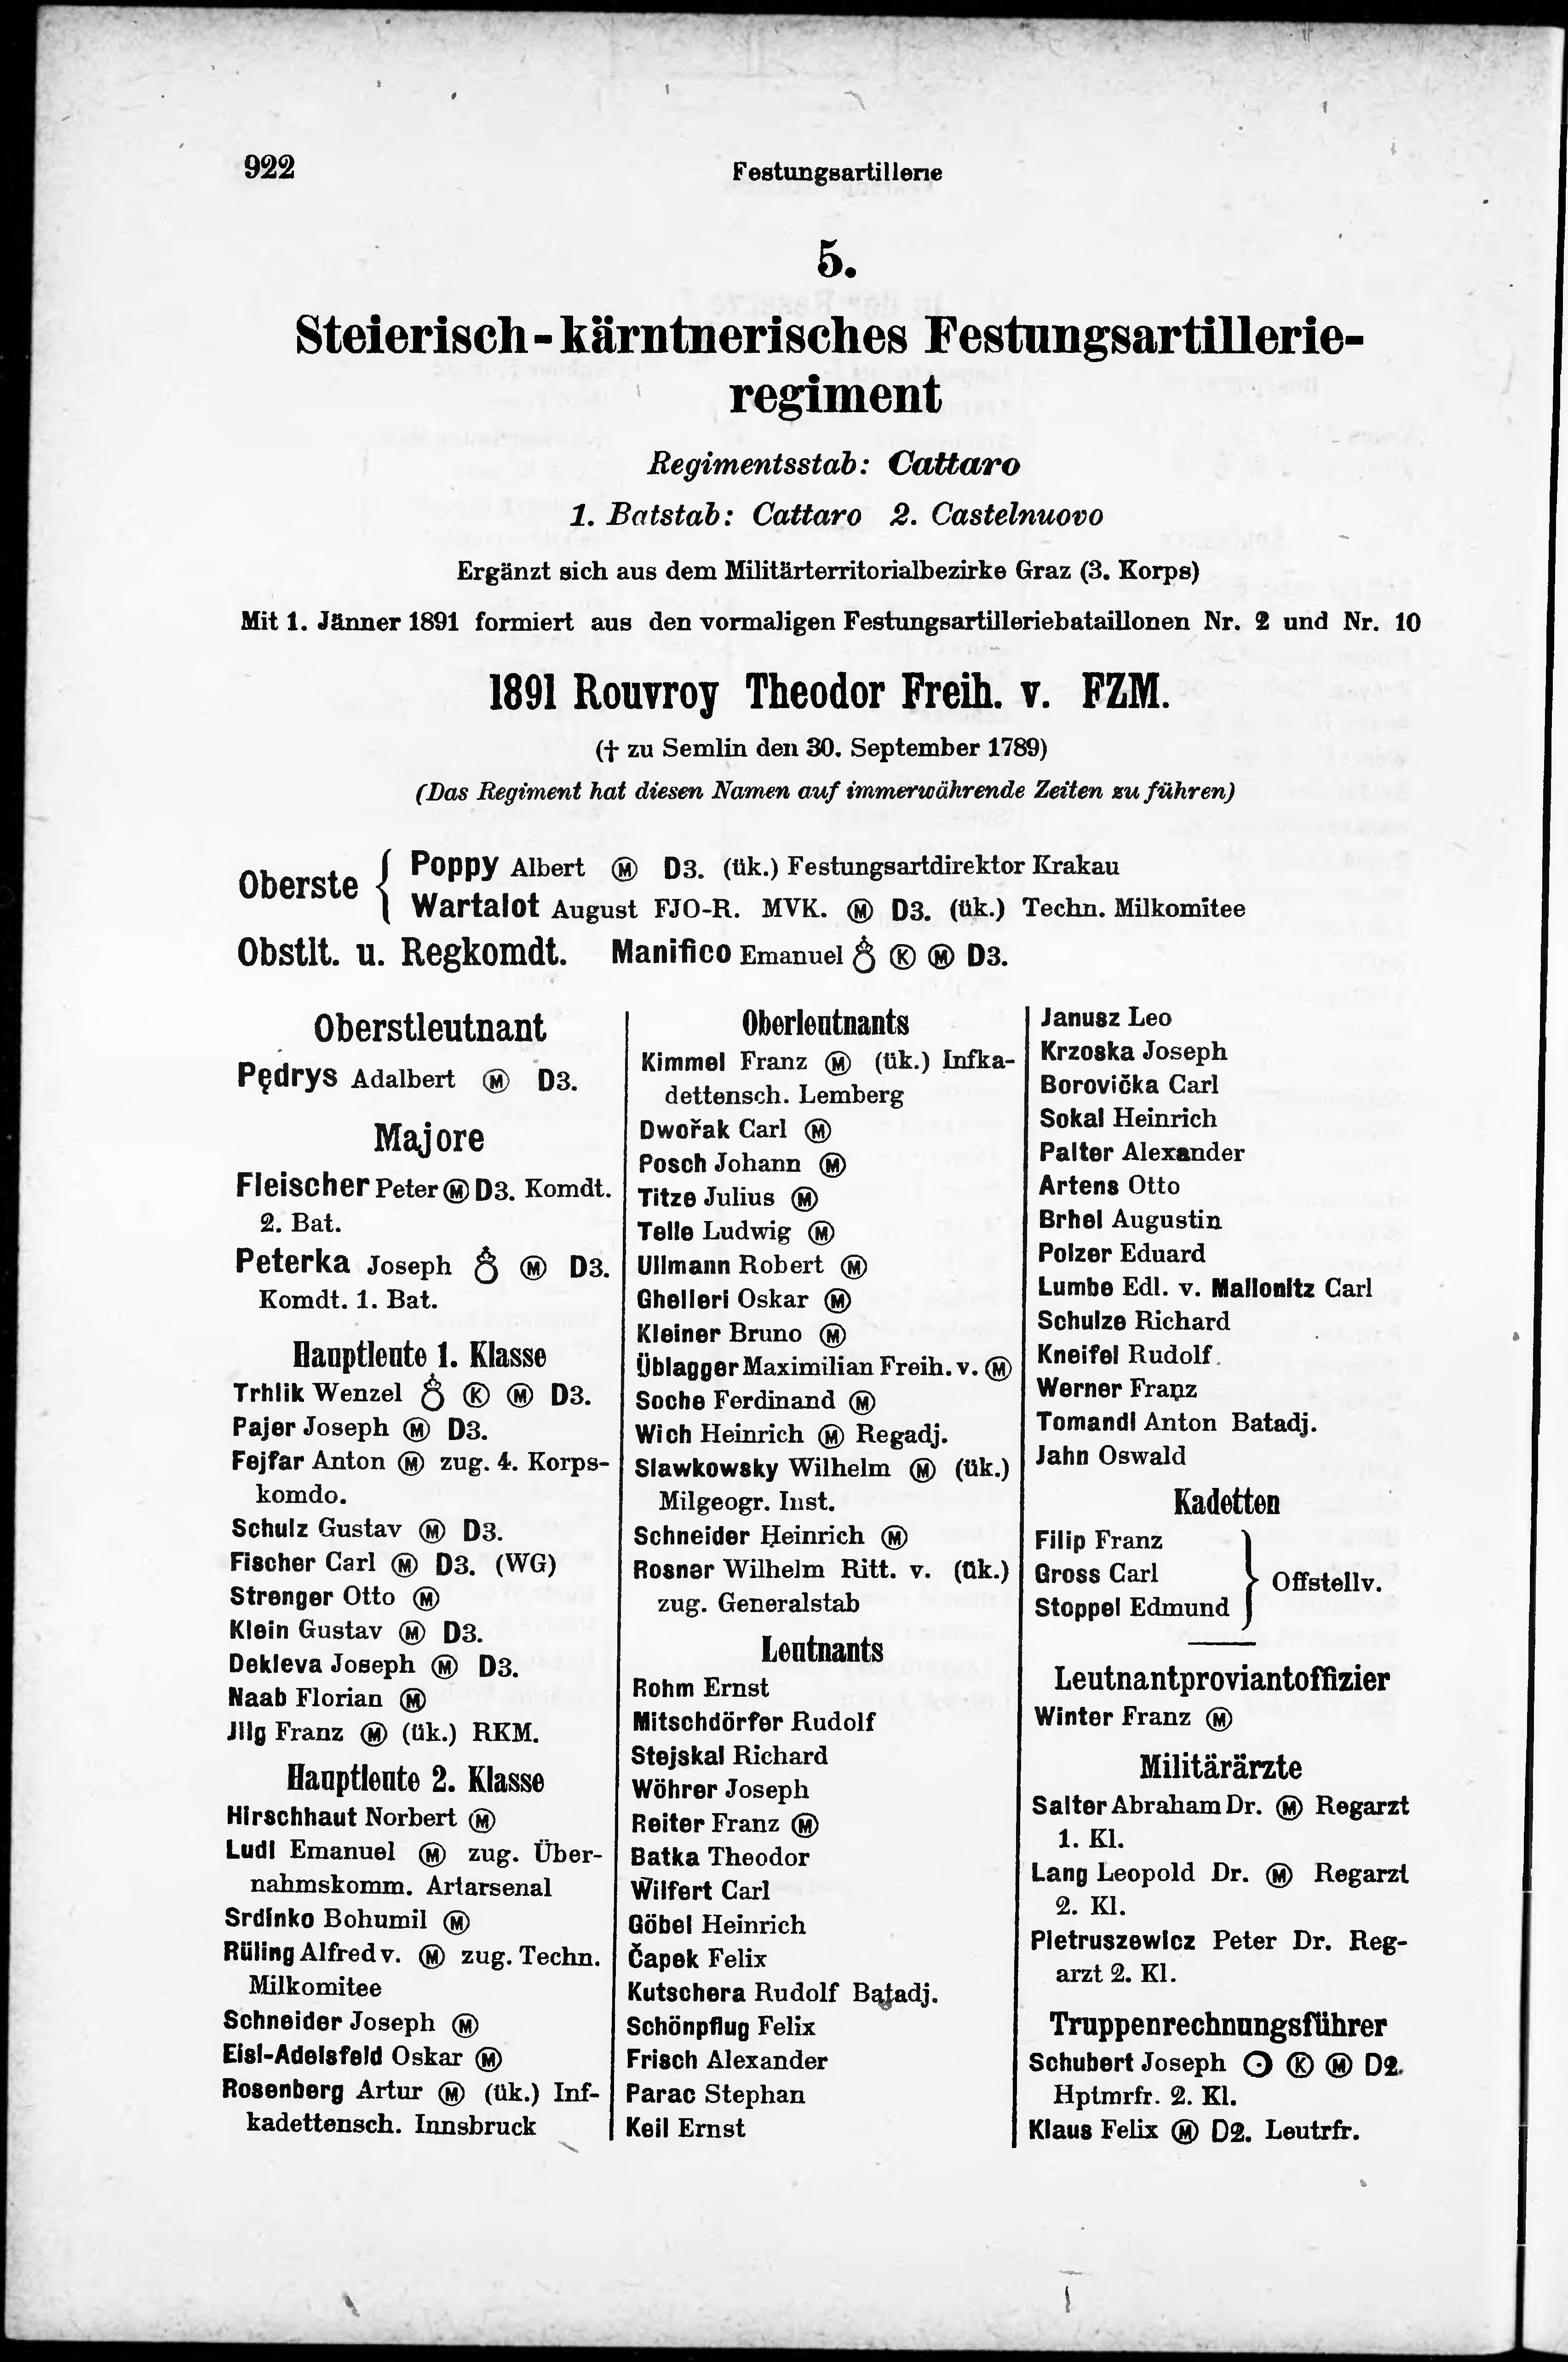 922
Festungsartillerie
5.
Steierisch-kärntnerisches Festungsartillerie-
regiment
Regimentsstab: Cattaro
1. Batstab: Cattaro 2. Castelnuovo
Ergänzt sich aus dem Militärterritorialbezirke Graz (3. Korps)
Mit 1. Jänner 1891 formiert aus den vormaligen Festungsartilleriebataillonen Nr. 2 und Nr. 10
1891 Rouvroy Theodor Freih. v. FZM.
(† zu Semlin den 30. September 1789)
(Das Regiment hat diesen Namen auf immerwährende Zeiten zu führen)
Oberste { Poppy Albert Ⓜ D3. (ük.) Festungsartdirektor Krakau
Wartalot August FJO-R. MVK. Ⓜ D3. (ük.) Techn. Milkomitee
Obstlt. u. Regkomdt. Manifico Emanuel Ⓚ Ⓜ D3.
Oberstleutnant
Pędrys Adalbert Ⓜ D3.
Majore
Fleischer Peter Ⓜ D3. Komdt.
2. Bat.
Peterka Joseph Ⓜ D3.
Komdt. 1. Bat.
Hauptleute 1. Klasse
Trhlik Wenzel Ⓚ Ⓜ D3.
Pajer Joseph Ⓜ D3.
Fejfar Anton Ⓜ zug. 4. Korps-
komdo.
Schulz Gustav Ⓜ D3.
Fischer Carl Ⓜ D3. (WG)
Strenger Otto Ⓜ
Klein Gustav Ⓜ D3.
Dekleva Joseph Ⓜ D3.
Naab Florian Ⓜ
Jilg Franz Ⓜ (ük.) RKM.
Hauptleute 2. Klasse
Hirschhaut Norbert Ⓜ
Ludl Emanuel Ⓜ zug. Über-
nahmskomm. Artarsenal
Srdínko Bohumil Ⓜ
Rüling Alfred v. Ⓜ zug. Techn.
Milkomitee
Schneider Joseph Ⓜ
Eisl-Adelsfeld Oskar Ⓜ
Rosenberg Artur Ⓜ (ük.) Inf-
kadettensch. Innsbruck
Oberleutnants
Kimmel Franz Ⓜ (ük.) Infka-
dettensch. Lemberg
Dwořak Carl Ⓜ
Posch Johann Ⓜ
Titze Julius Ⓜ
Telle Ludwig Ⓜ
Ullmann Robert Ⓜ
Ghelleri Oskar Ⓜ
Kleiner Bruno Ⓜ
Üblagger Maximilian Freih. v. Ⓜ
Soche Ferdinand Ⓜ
Wich Heinrich Ⓜ Regadj.
Slawkowsky Wilhelm Ⓜ (ük.)
Milgeogr. Inst.
Schneider Heinrich Ⓜ
Rosner Wilhelm Ritt. v. (ük.)
zug. Generalstab
Leutnants
Rohm Ernst
Mitschdörfer Rudolf
Stejskal Richard
Wöhrer Joseph
Reiter Franz Ⓜ
Batka Theodor
Wilfert Carl
Göbel Heinrich
Čapek Felix
Kutschera Rudolf Batadj.
Schönpflug Felix
Frisch Alexander
Parac Stephan
Keil Ernst
Janusz Leo
Krzoska Joseph
Borovička Carl
Sokal Heinrich
Palter Alexander
Artens Otto
Brhel Augustin
Polzer Eduard
Lumbe Edl. v. Mallonitz Carl
Schulze Richard
Kneifel Rudolf
Werner Franz
Tomandl Anton Batadj.
Jahn Oswald
Kadetten
Filip Franz
Gross Carl } Offstellv.
Stoppel Edmund
Leutnantproviantoffizier
Winter Franz Ⓜ
Militärärzte
Salter Abraham Dr. Ⓜ Regarzt
1. Kl.
Lang Leopold Dr. Ⓜ Regarzt
2. Kl.
Pietruszewicz Peter Dr. Reg-
arzt 2. Kl.
Truppenrechnungsführer
Schubert Joseph ⊙ Ⓚ Ⓜ D2.
Hptmrfr. 2. Kl.
Klaus Felix Ⓜ D2. Leutrfr.